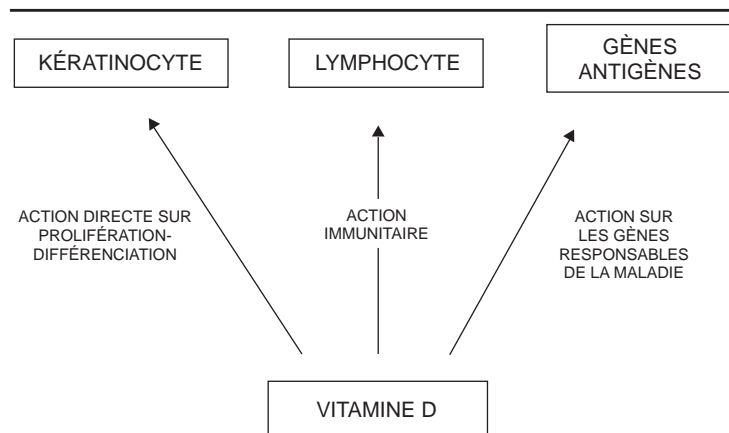 KÉRATINOCYTE
LYMPHOCYTE
GÈNES
ANTIGÈNES
ACTION DIRECTE SUR
PROLIFÉRATION-
DIFFÉRENCIATION
ACTION
IMMUNITAIRE
ACTION SUR
LES GÈNES
RESPONSABLES
DE LA MALADIE
VITAMINE D